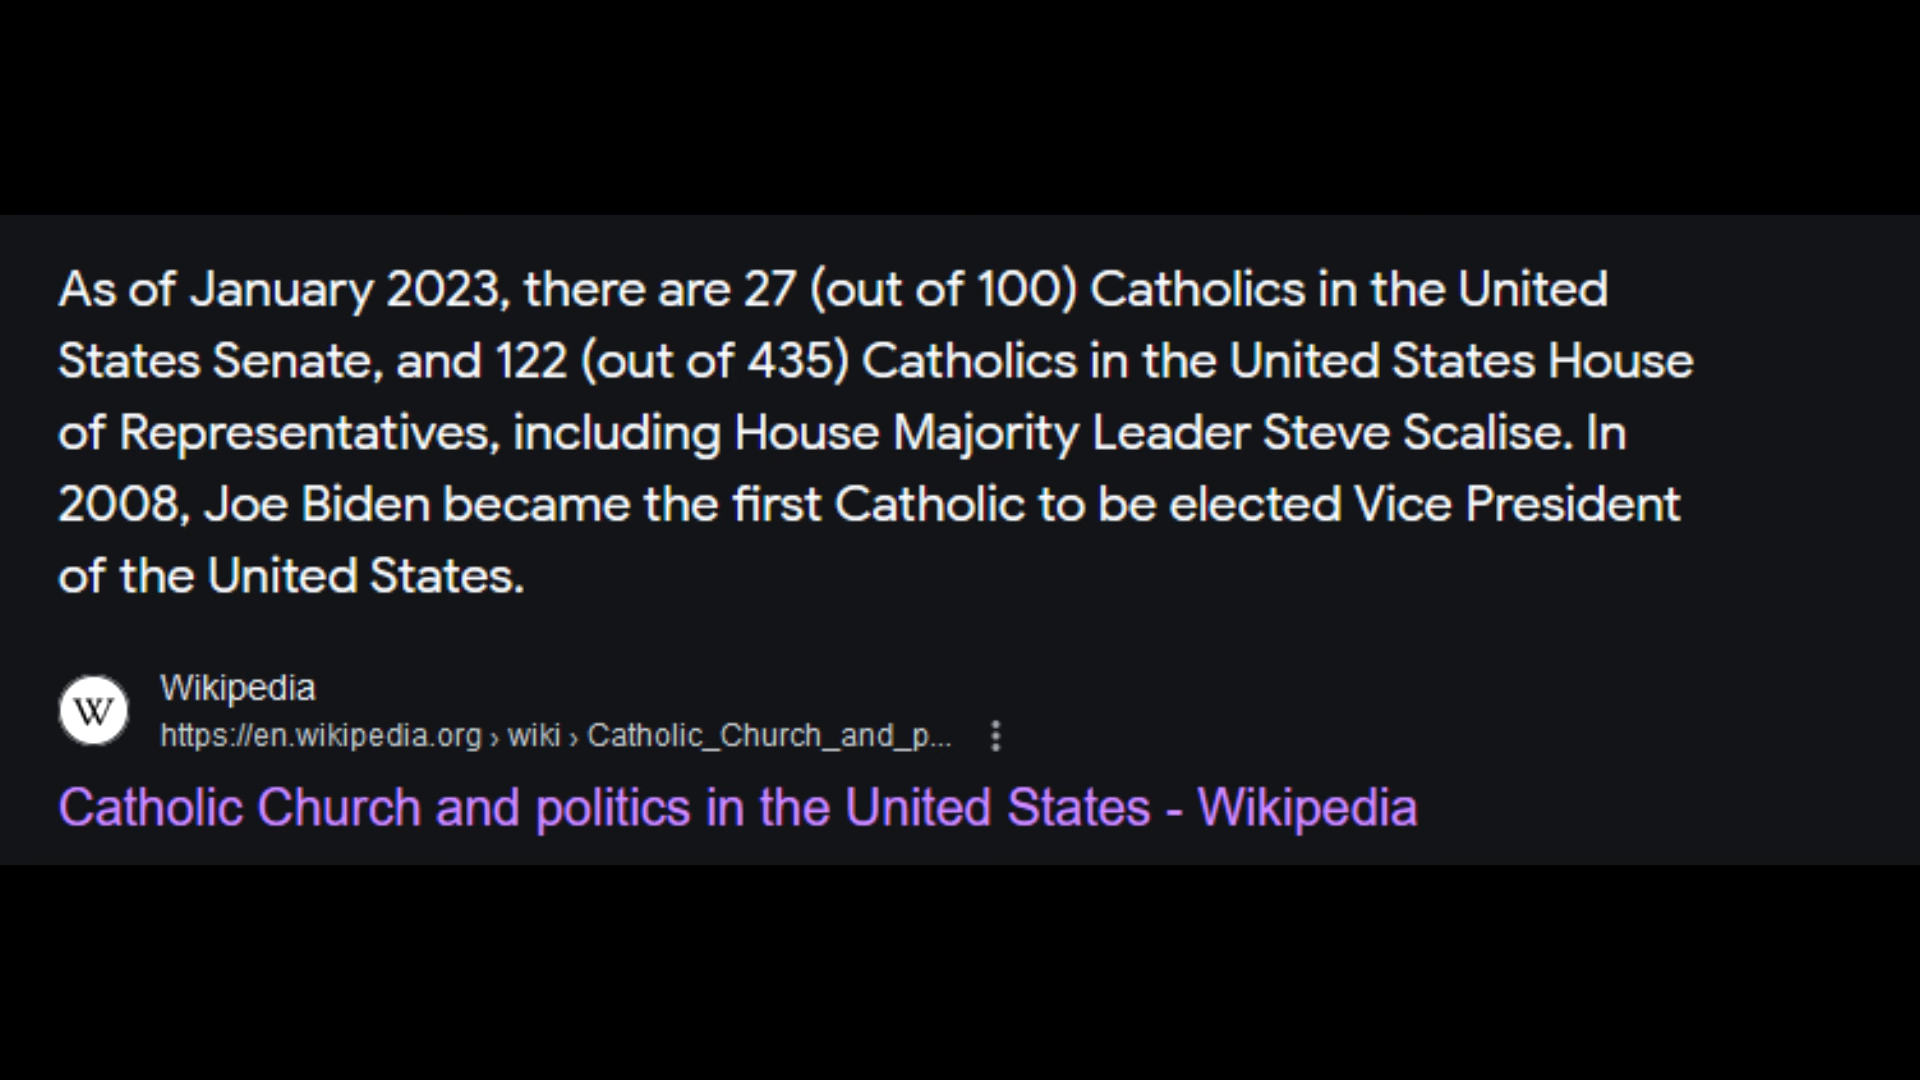 As of January 2023, there are 27 (out of 100) Catholics in the United
States Senate, and 122 (out of 435) Catholics in the United States House
of Representatives, including House Majority Leader Steve Scalise. In
2008, Joe Biden became the first Catholic to be elected Vice President
of the United States.
W
Wikipedia
https://en.wikipedia.org › wiki › Catholic_Church_and_p...
Catholic Church and politics in the United States - Wikipedia